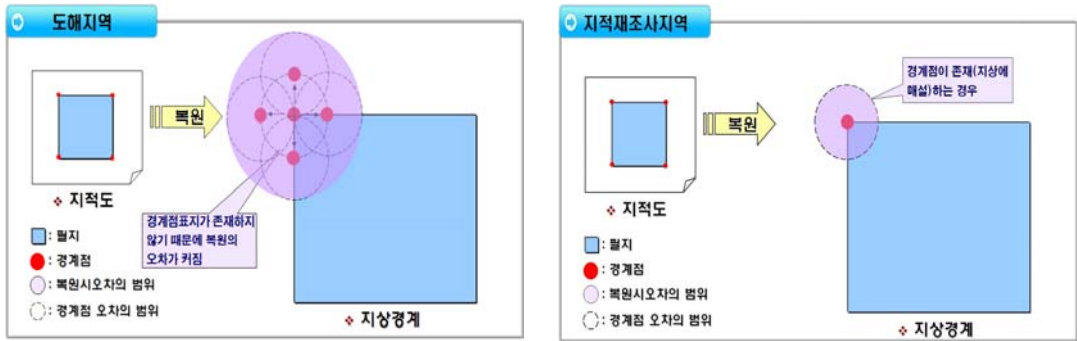 도해지역
복원
지적도
경계점표지가 존재하지
않기 때문에 복원의
오차가 커짐
: 필지
: 경계점
: 복원시오차의 범위
: 경계점 오차의 범위
지상경계
지적재조사지역
경계점이 존재(지상에
매설)하는 경우
복원
지적도
: 필지
: 경계점
: 복원시오차의 범위
: 경계점 오차의 범위
지상경계